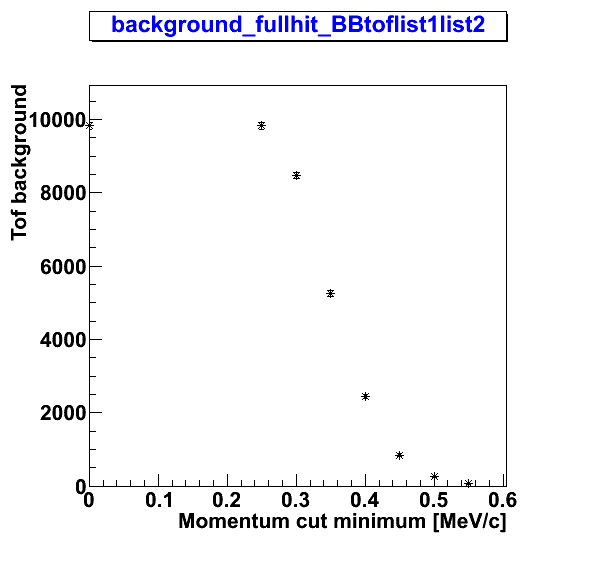 background_fullhit_BBtoflist1list2
Tof background
10000
8000
6000
4000
2000
0
0 0.1 0.2 0.3 0.4 0.5 0.6
Momentum cut minimum [MeV/c]